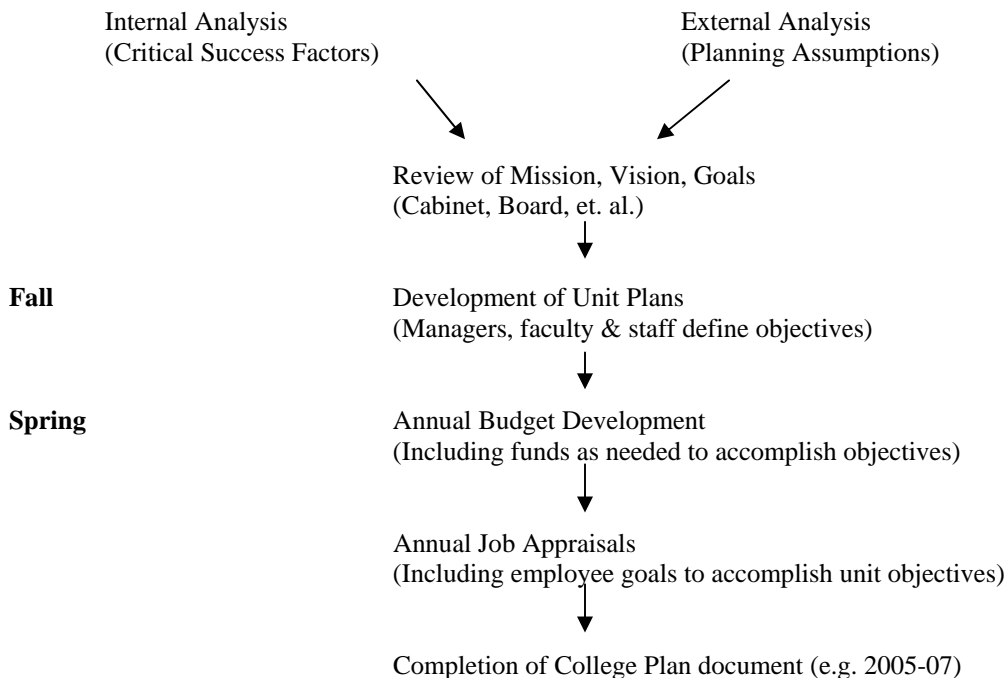 Internal Analysis
(Critical Success Factors)
External Analysis
(Planning Assumptions)
Review of Mission, Vision, Goals
(Cabinet, Board, et. al.)
Fall
Development of Unit Plans
(Managers, faculty & staff define objectives)
Spring
Annual Budget Development
(Including funds as needed to accomplish objectives)
Annual Job Appraisals
(Including employee goals to accomplish unit objectives)
Completion of College Plan document (e.g. 2005-07)